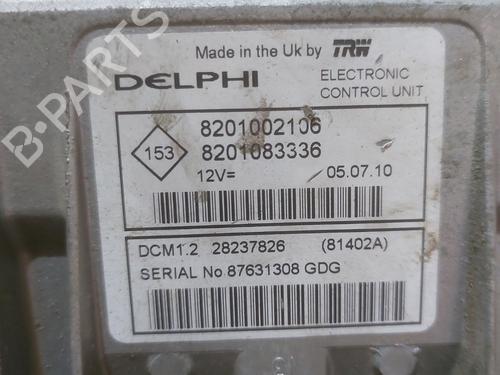 Made in the Uk by TRW
DELPHI ELECTRONIC CONTROL UNIT
153
8201002106
8201083336
12V= 05.07.10
DCM1.2 28237826 (81402A)
SERIAL No 87631308 GDG
B-PARTS